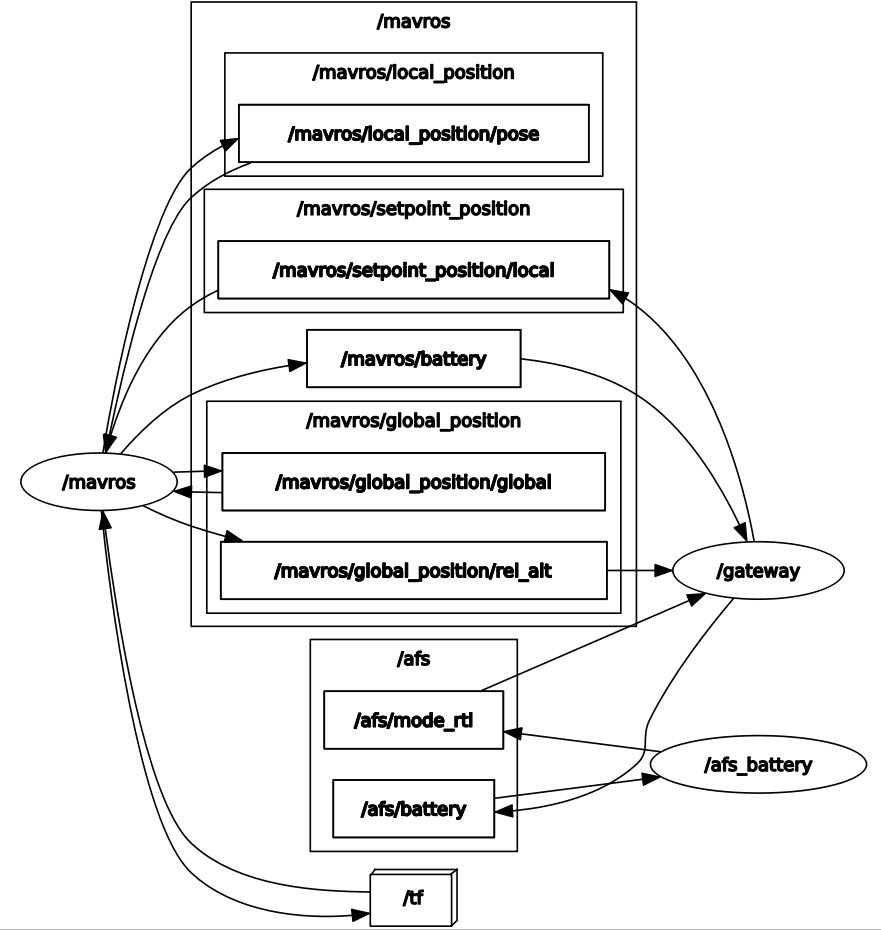 /mavros
/mavros/local_position
/mavros/local_position/pose
/mavros/setpoint_position
/mavros/setpoint_position/local
/mavros/battery
/mavros/global_position
/mavros
/mavros/global_position/global
/mavros/global_position/rel_alt
/gateway
/afs
/afs/mode_rtl
/afs_battery
/afs/battery
/tf